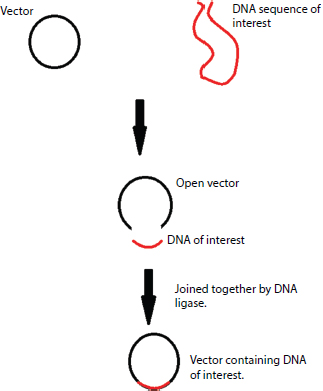 Vector
DNA sequence of
interest
Open vector
DNA of interest
Joined together by DNA
ligase.
Vector containing DNA
of interest.